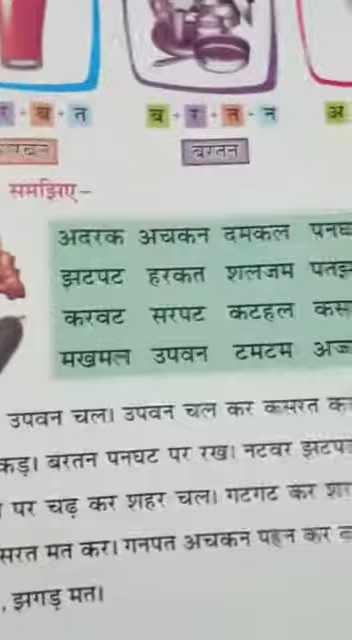 ब र त न अ
बरतन
समझिए–
अदरक अचकन दमकल
झटपट हरकत शलजम
करवट सरपट कटहल
मखमल उपवन टमटम
उपवन चल। उपवन चल कर कसरत
बरतन पनघट पर रख। नटवर
पर चढ़ कर शहर चल। गटगट कर
मत कर। गनपत अचकन पहन कर
, झगड़ मत।